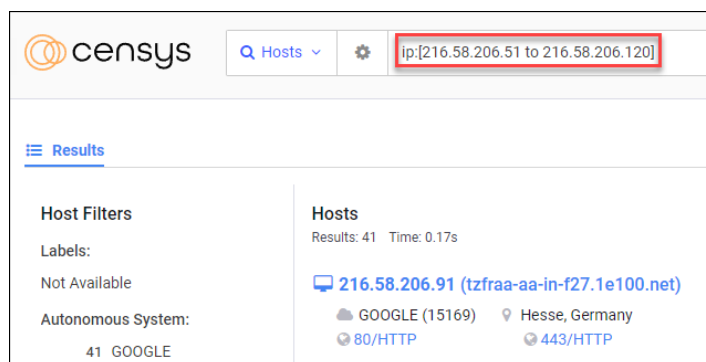 censys
Hosts
ip:[216.58.206.51 to 216.58.206.120]
Results
Host Filters
Labels:
Not Available
Autonomous System:
41 GOOGLE
Hosts
Results: 41 Time: 0.17s
216.58.206.91 (tzfraa-aa-in-f27.1e100.net)
GOOGLE (15169) Hesse, Germany
80/HTTP 443/HTTP